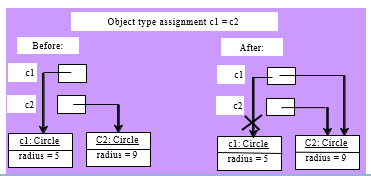 Object type assignment c1 = c2
Before:
After:
c1
c1
c2
c2
c1: Circle
C2: Circle
c1: Circle
C2: Circle
radius = 5
radius = 9
radius = 5
radius = 9